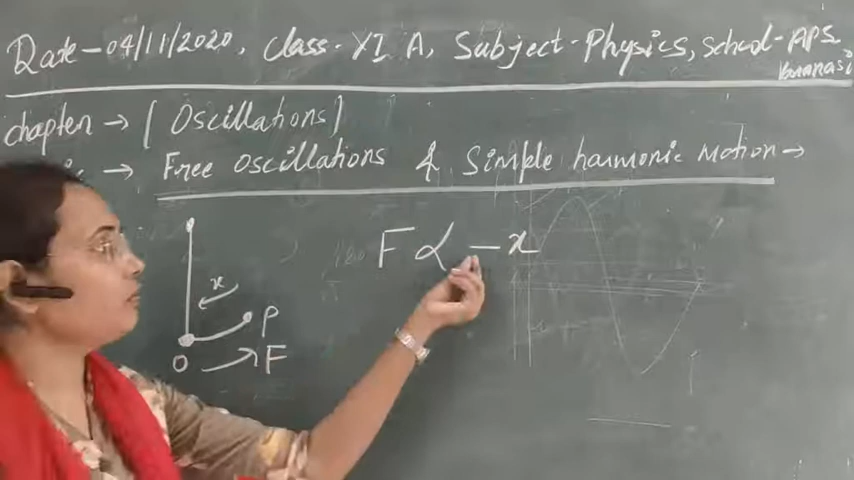 Date - 04/11/2020, Class - XI A, Subject - Physics, School - APS
Varanasi
Chapter → [Oscillations]
→ Free oscillations & Simple harmonic motion →
F ∝ - x
x
P
O
F